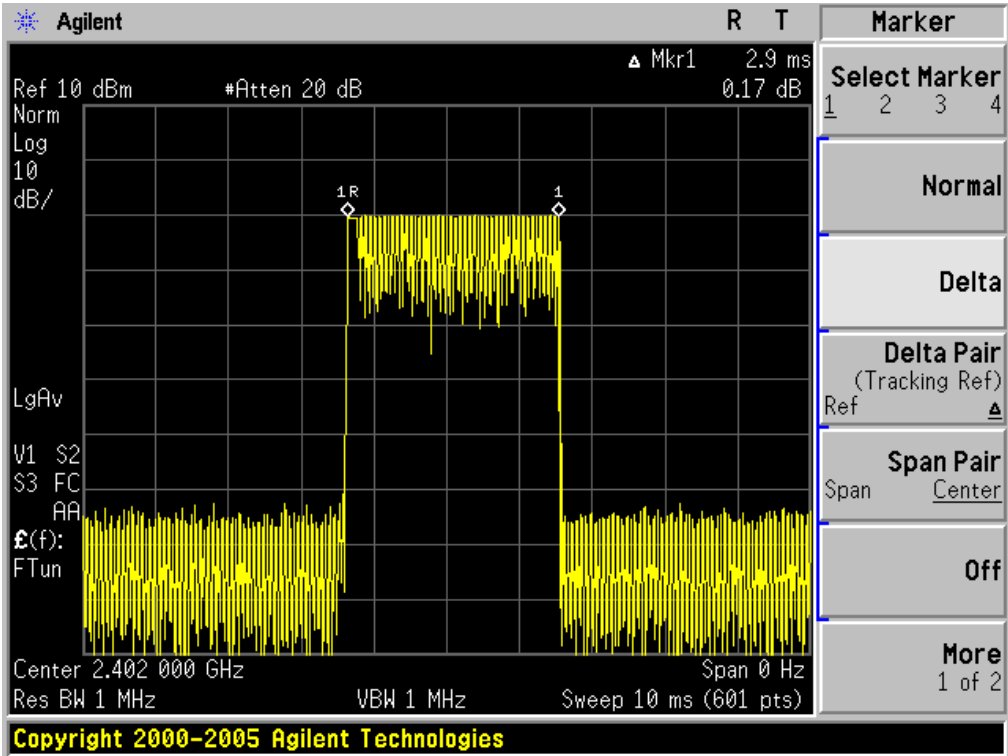 Agilent R T
Δ Mkr1 2.9 ms
Ref 10 dBm #Atten 20 dB 0.17 dB
Norm
Log
10
dB/
1R 1
LgAv
V1 S2
S3 FC
AA
£(f):
FTun
Center 2.402 000 GHz Span 0 Hz
Res BW 1 MHz VBW 1 MHz Sweep 10 ms (601 pts)
Copyright 2000-2005 Agilent Technologies
Marker
Select Marker
1 2 3 4
Normal
Delta
Delta Pair
(Tracking Ref)
Ref Δ
Span Pair
Span Center
Off
More
1 of 2